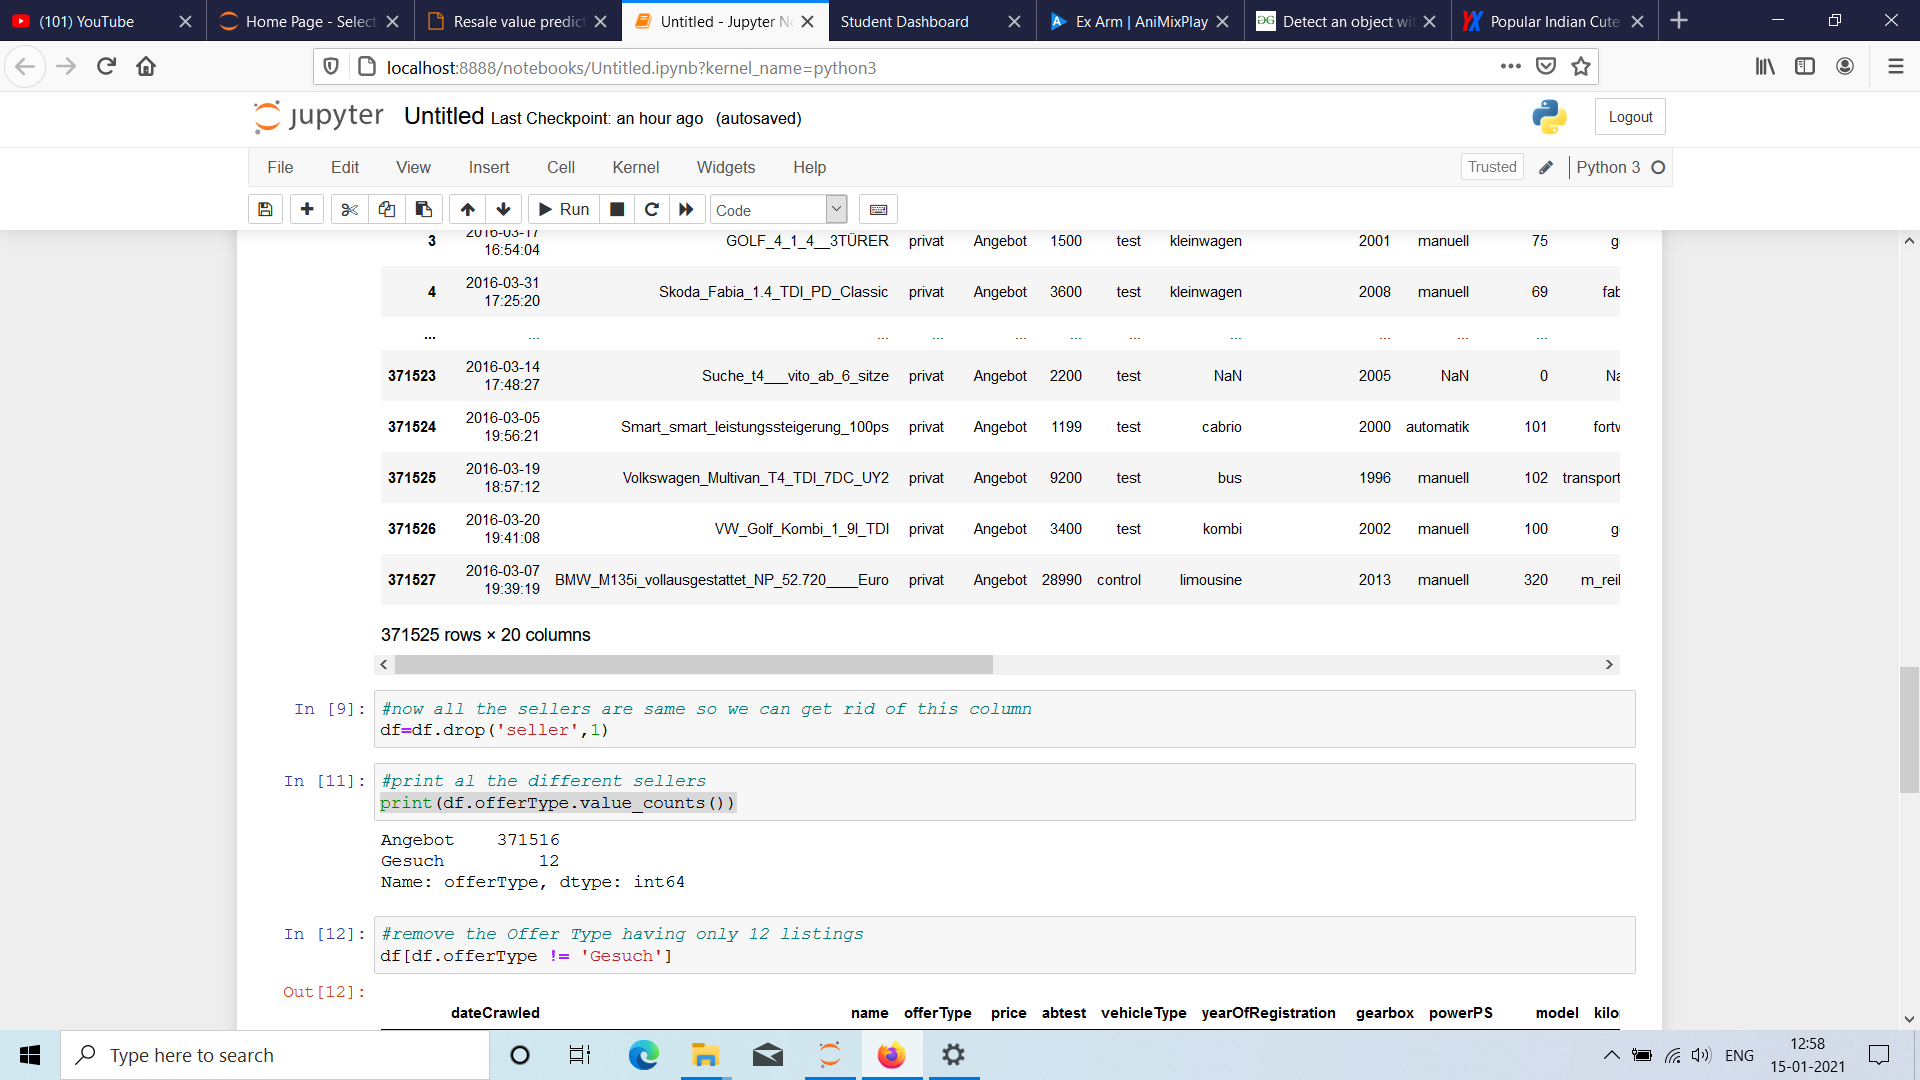 (101) YouTube
Home Page - Select
Resale value predict
Untitled - Jupyter No
Student Dashboard
Ex Arm | AniMixPlay
Detect an object wit
Popular Indian Cute
localhost:8888/notebooks/Untitled.ipynb?kernel_name=python3
jupyter Untitled Last Checkpoint: an hour ago (autosaved)
Logout
File Edit View Insert Cell Kernel Widgets Help
Trusted Python 3
Run Code
3 2016-03-17 16:54:04 GOLF_4_1_4__3TÜRER privat Angebot 1500 test kleinwagen 2001 manuell 75 g
4 2016-03-31 17:25:20 Skoda_Fabia_1.4_TDI_PD_Classic privat Angebot 3600 test kleinwagen 2008 manuell 69 fab
... ... ... ... ... ... ... ... ... ... ...
371523 2016-03-14 17:48:27 Suche_t4___vito_ab_6_sitze privat Angebot 2200 test NaN 2005 NaN 0 Na
371524 2016-03-05 19:56:21 Smart_smart_leistungssteigerung_100ps privat Angebot 1199 test cabrio 2000 automatik 101 fortw
371525 2016-03-19 18:57:12 Volkswagen_Multivan_T4_TDI_7DC_UY2 privat Angebot 9200 test bus 1996 manuell 102 transport
371526 2016-03-20 19:41:08 VW_Golf_Kombi_1_9l_TDI privat Angebot 3400 test kombi 2002 manuell 100 g
371527 2016-03-07 19:39:19 BMW_M135i_vollausgestattet_NP_52.720____Euro privat Angebot 28990 control limousine 2013 manuell 320 m_reil
371525 rows × 20 columns
In [9]: #now all the sellers are same so we can get rid of this column
df=df.drop('seller',1)
In [11]: #print al the different sellers
print(df.offerType.value_counts())
Angebot 371516
Gesuch 12
Name: offerType, dtype: int64
In [12]: #remove the Offer Type having only 12 listings
df[df.offerType != 'Gesuch']
Out[12]:
dateCrawled name offerType price abtest vehicleType yearOfRegistration gearbox powerPS model kilo
Type here to search
ENG
12:58
15-01-2021